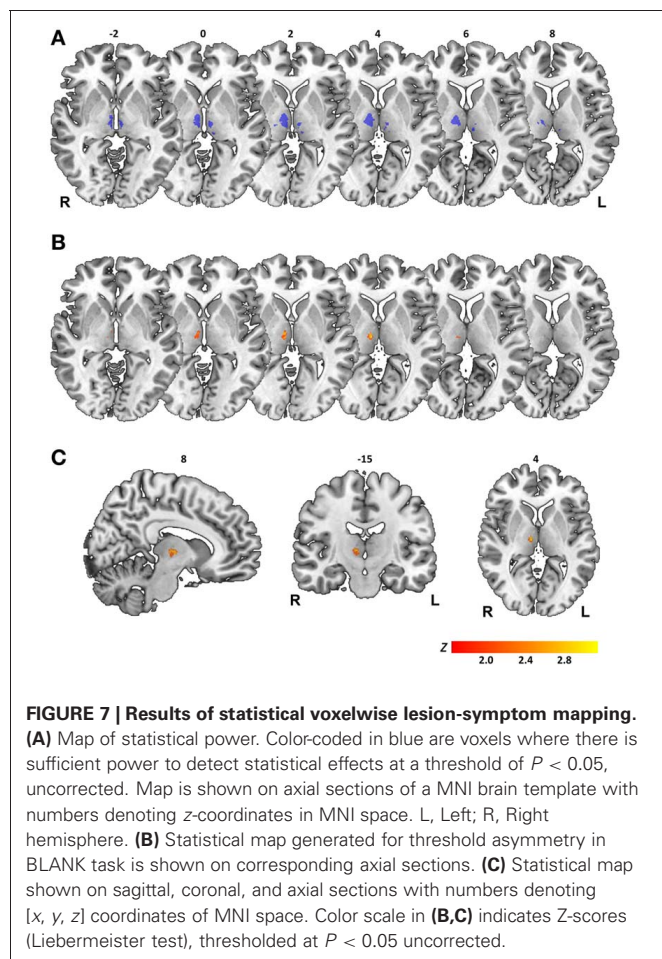 A
-2 0 2 4 6 8
R L
B
C
8 -15 4
R L R L
Z
2.0 2.4 2.8
FIGURE 7 | Results of statistical voxelwise lesion-symptom mapping.
(A) Map of statistical power. Color-coded in blue are voxels where there is
sufficient power to detect statistical effects at a threshold of P < 0.05,
uncorrected. Map is shown on axial sections of a MNI brain template with
numbers denoting z-coordinates in MNI space. L, Left; R, Right
hemisphere. (B) Statistical map generated for threshold asymmetry in
BLANK task is shown on corresponding axial sections. (C) Statistical map
shown on sagittal, coronal, and axial sections with numbers denoting
[x, y, z] coordinates of MNI space. Color scale in (B,C) indicates Z-scores
(Liebermeister test), thresholded at P < 0.05 uncorrected.